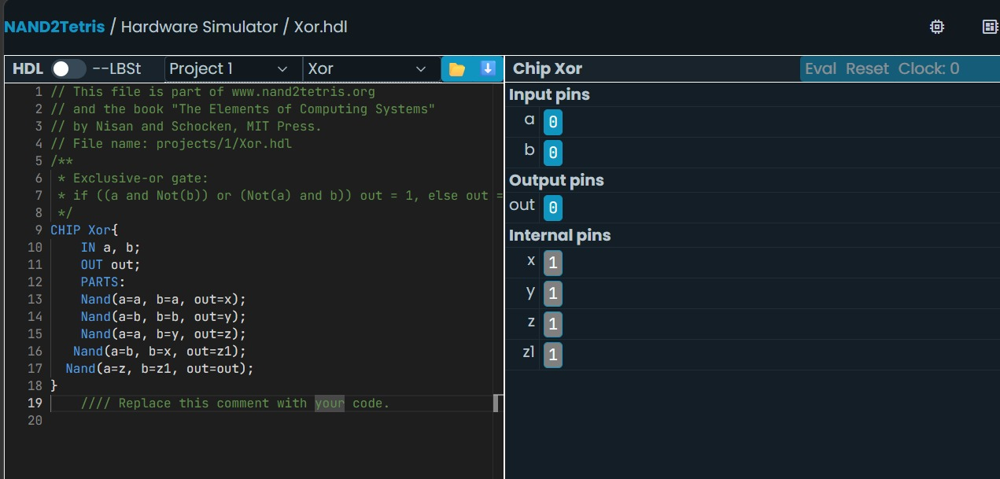 NAND2Tetris / Hardware Simulator / Xor.hdl
HDL --LBSt Project 1 Xor
1 // This file is part of www.nand2tetris.org
2 // and the book "The Elements of Computing Systems"
3 // by Nisan and Schocken, MIT Press.
4 // File name: projects/1/Xor.hdl
5 /**
6 * Exclusive-or gate:
7 * if ((a and Not(b)) or (Not(a) and b)) out = 1, else out =
8 */
9 CHIP Xor{
10 IN a, b;
11 OUT out;
12 PARTS:
13 Nand(a=a, b=a, out=x);
14 Nand(a=b, b=b, out=y);
15 Nand(a=a, b=y, out=z);
16 Nand(a=b, b=x, out=z1);
17 Nand(a=z, b=z1, out=out);
18 }
19 //// Replace this comment with your code.
20
Chip Xor Eval Reset Clock: 0
Input pins
a 0
b 0
Output pins
out 0
Internal pins
x 1
y 1
z 1
z1 1